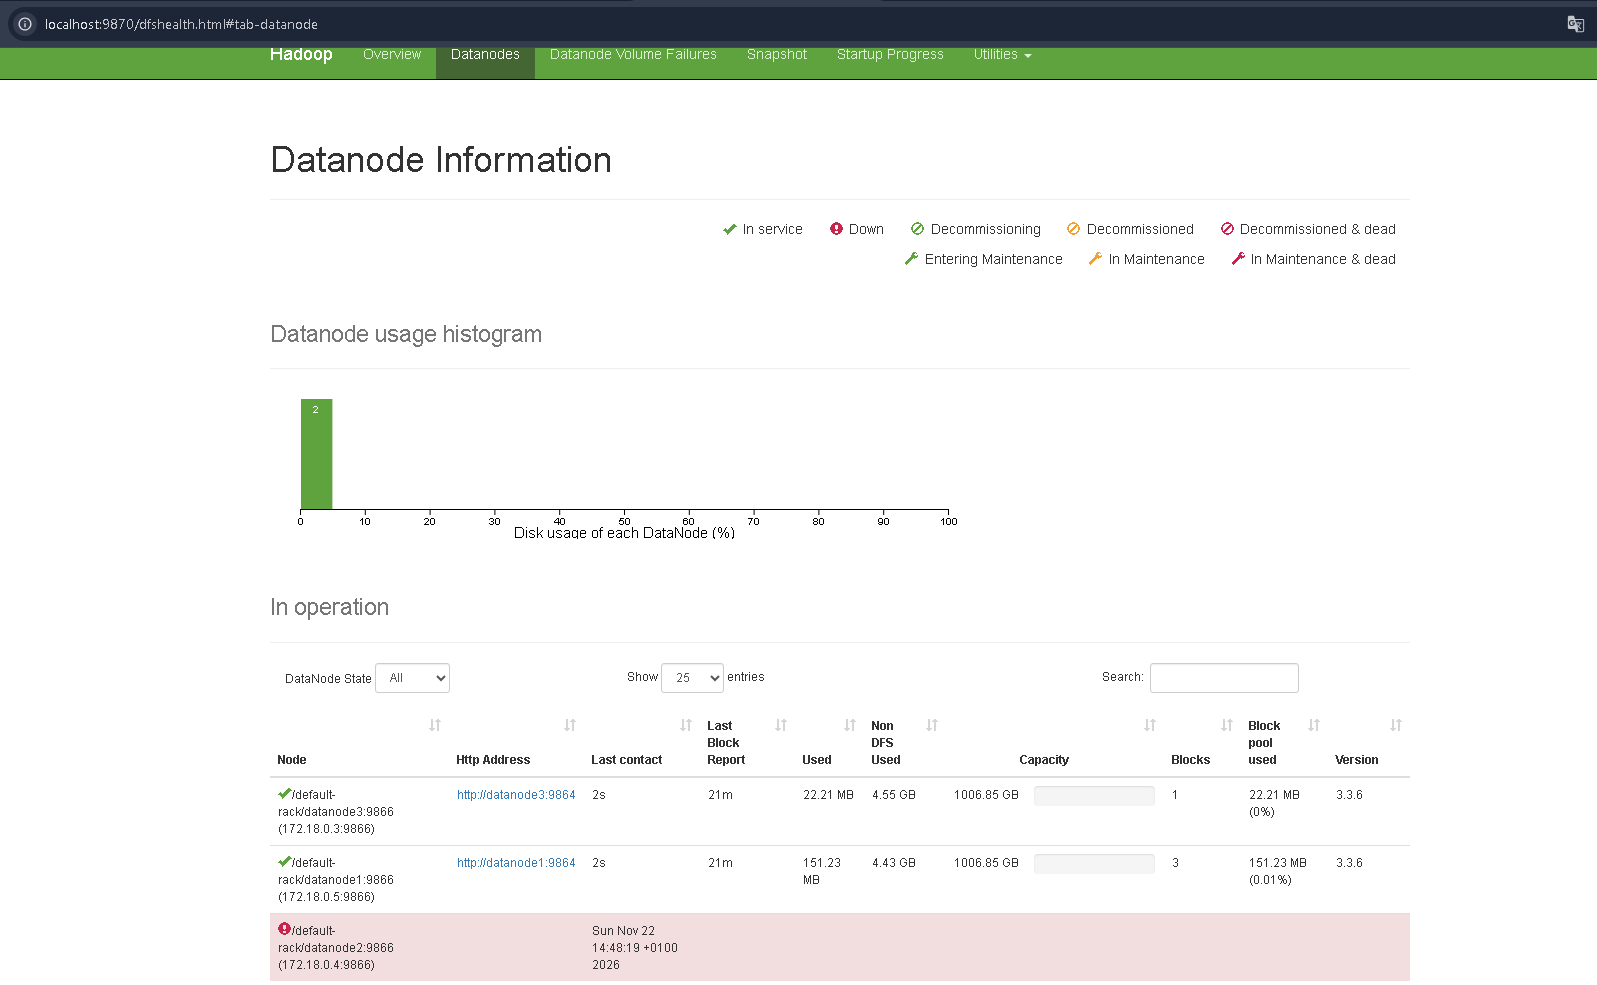 localhost:9870/dfshealth.html#tab-datanode
Hadoop Overview Datanodes Datanode Volume Failures Snapshot Startup Progress Utilities
Datanode Information
In service Down Decommissioning Decommissioned Decommissioned & dead
Entering Maintenance In Maintenance In Maintenance & dead
Datanode usage histogram
2
0 10 20 30 40 50 60 70 80 90 100
Disk usage of each DataNode (%)
In operation
DataNode State All Show 25 entries Search:
Node Http Address Last contact Last Block Report Used Non DFS Used Capacity Blocks Block pool used Version
/default-rack/datanode3:9866 (172.18.0.3:9866) http://datanode3:9864 2s 21m 22.21 MB 4.55 GB 1006.85 GB 1 22.21 MB (0%) 3.3.6
/default-rack/datanode1:9866 (172.18.0.5:9866) http://datanode1:9864 2s 21m 151.23 MB 4.43 GB 1006.85 GB 3 151.23 MB (0.01%) 3.3.6
/default-rack/datanode2:9866 (172.18.0.4:9866) Sun Nov 22 14:48:19 +0100 2026